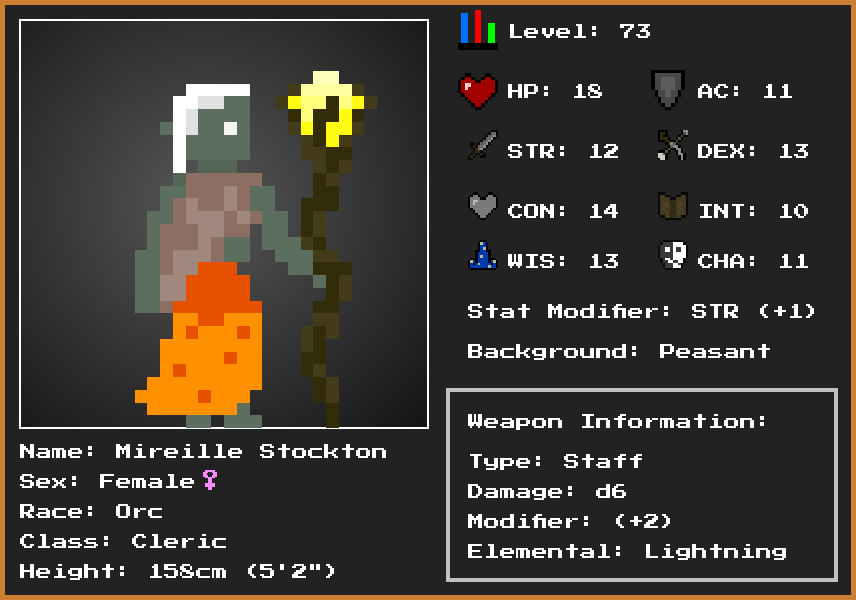 Level: 73
HP: 18 AC: 11
STR: 12 DEX: 13
CON: 14 INT: 10
WIS: 13 CHA: 11
Stat Modifier: STR (+1)
Background: Peasant
Weapon Information:
Type: Staff
Damage: d6
Modifier: (+2)
Elemental: Lightning
Name: Mireille Stockton
Sex: Female♀
Race: Orc
Class: Cleric
Height: 158cm (5'2")